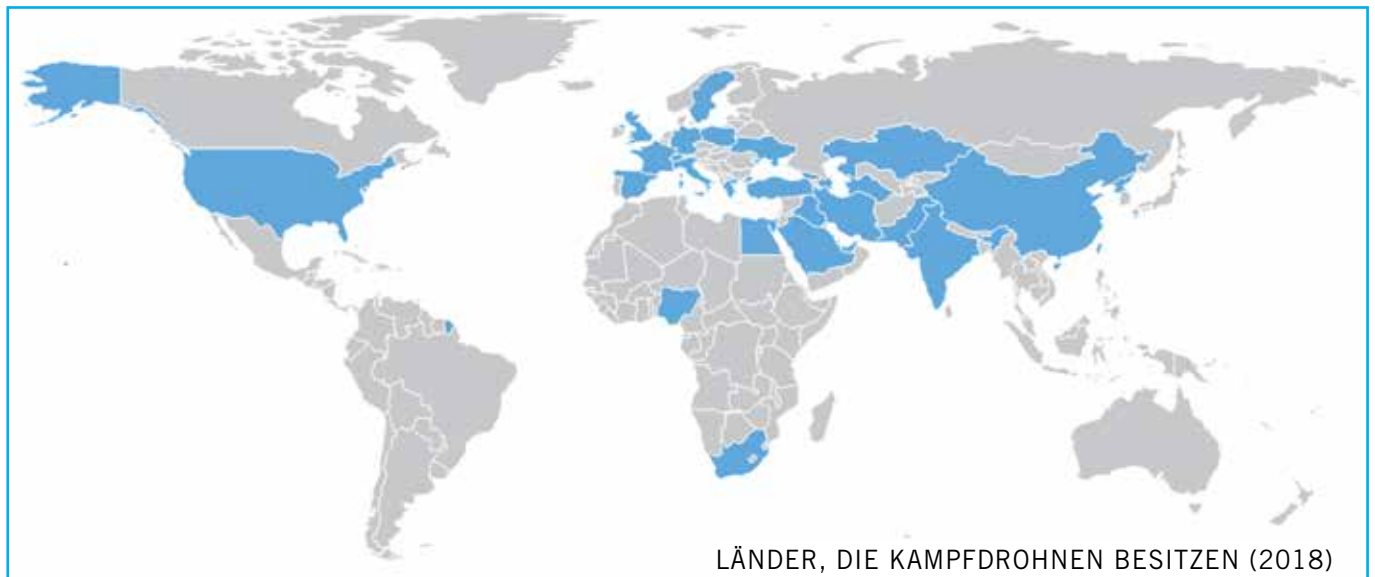 LÄNDER, DIE KAMPFDROHNEN BESITZEN (2018)